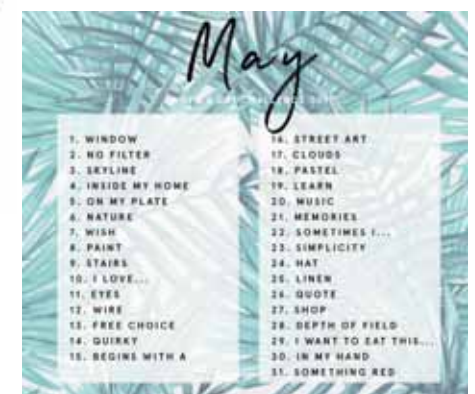 May
1. WINDOW
2. NO FILTER
3. SKYLINE
4. INSIDE MY HOME
5. ON MY PLATE
6. NATURE
7. WISH
8. PAINT
9. STAIRS
10. I LOVE...
11. EYES
12. WIRE
13. FREE CHOICE
14. QUIRKY
15. BEGINS WITH A
16. STREET ART
17. CLOUDS
18. PASTEL
19. LEARN
20. MUSIC
21. MEMORIES
22. SOMETIMES I...
23. SIMPLICITY
24. HAT
25. LINEN
26. QUOTE
27. SHOP
28. DEPTH OF FIELD
29. I WANT TO EAT THIS...
30. IN MY HAND
31. SOMETHING RED